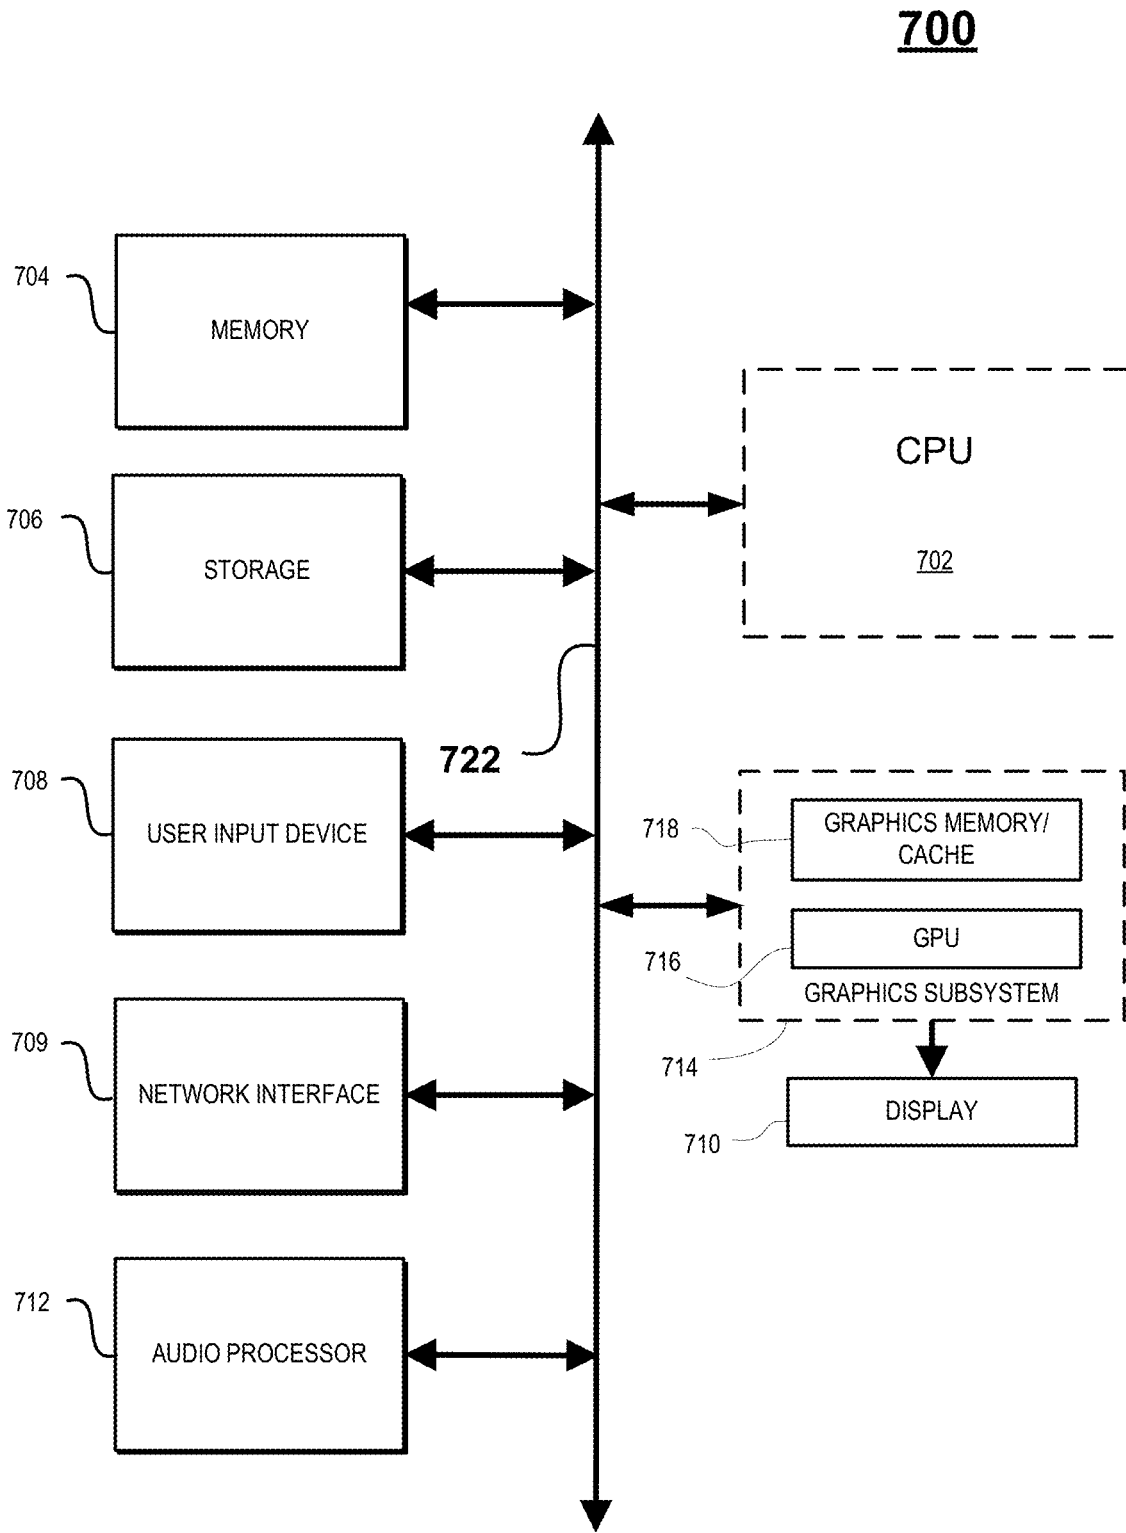 700
704
MEMORY
CPU
702
706
STORAGE
722
708
USER INPUT DEVICE
718
GRAPHICS MEMORY/
CACHE
716
GPU
GRAPHICS SUBSYSTEM
714
709
NETWORK INTERFACE
710
DISPLAY
712
AUDIO PROCESSOR